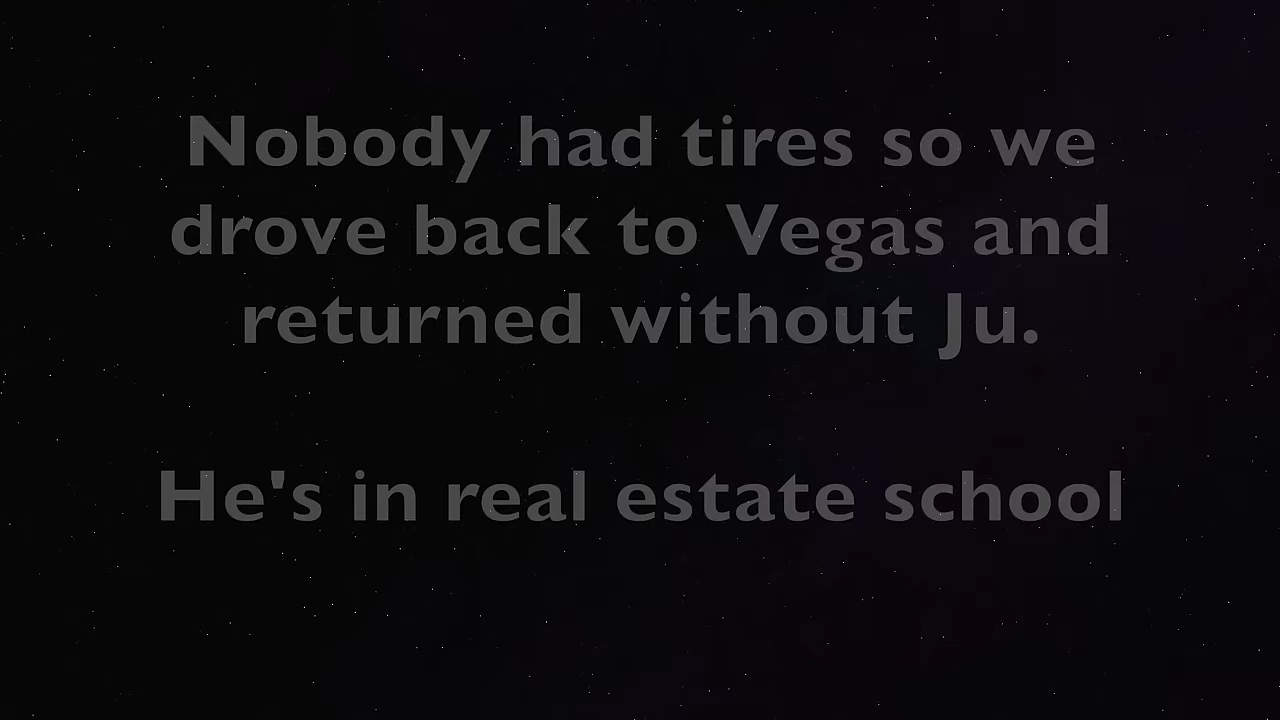 Nobody had tires so we
drove back to Vegas and
returned without Ju.
He's in real estate school